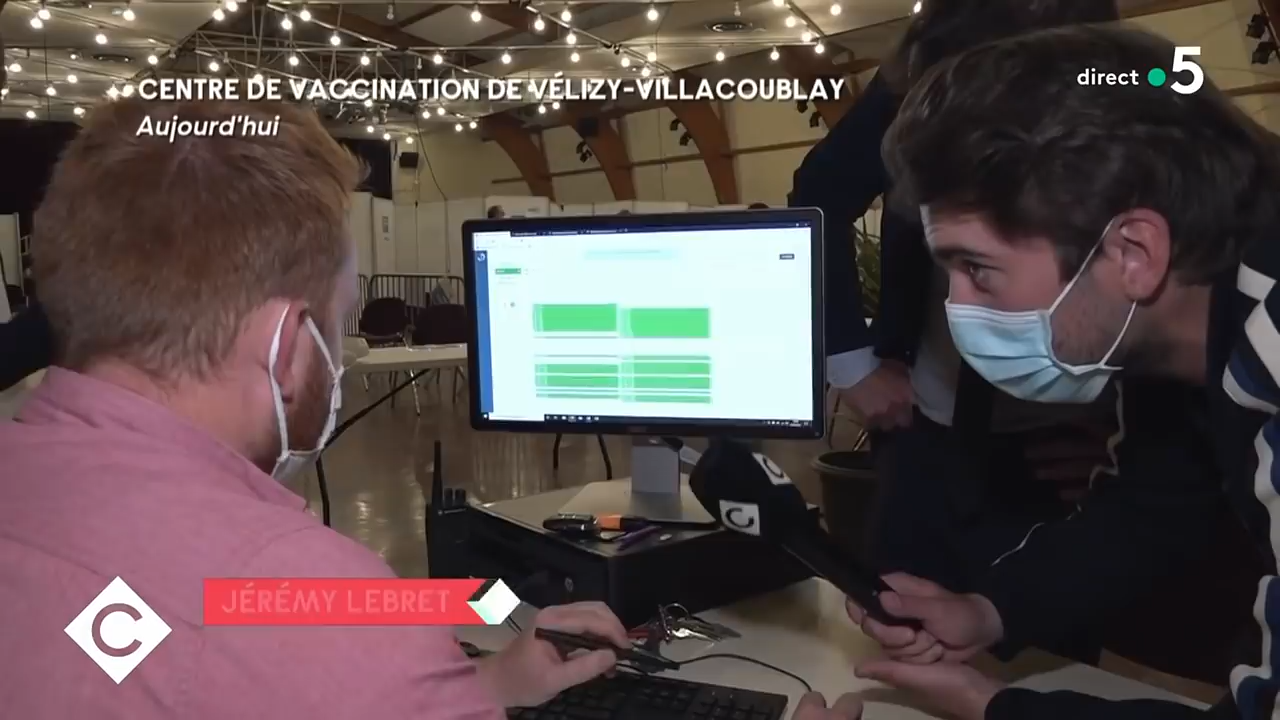 CENTRE DE VACCINATION DE VÉLIZY-VILLACOUBLAY
Aujourd'hui
direct 5
C
JÉRÉMY LEBRET